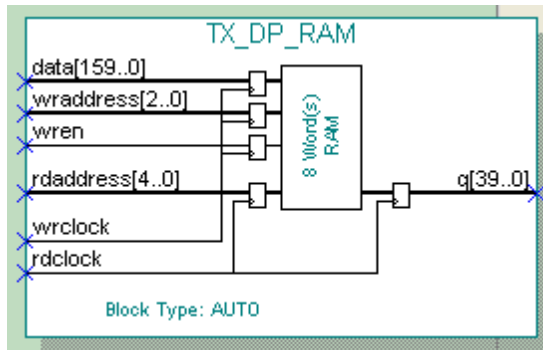 TX_DP_RAM
data[159..0]
wraddress[2..0]
wren
8 Word(s)
RAM
rdaddress[4..0]
q[39..0]
wrclock
rdclock
Block Type: AUTO